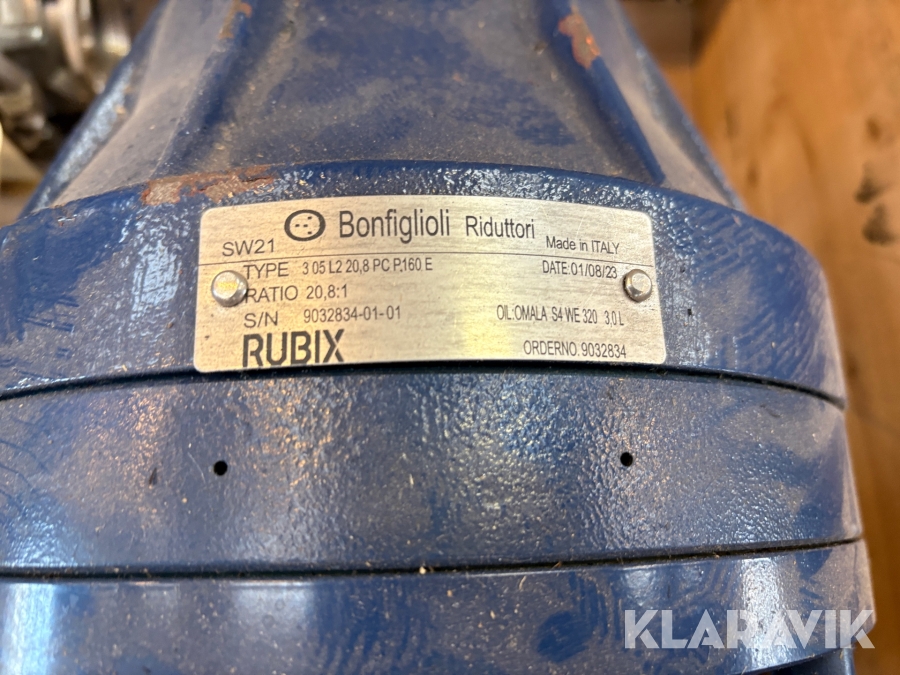 SW21 Bonfiglioli Riduttori Made in ITALY
TYPE 3 05 L2 20,8 PC P.160 E DATE:01/08/23
RATIO 20,8:1
S/N 9032834-01-01 OIL:OMALA S4 WE 320 3,0 L
RUBIX ORDERNO.9032834
KLARAVIK